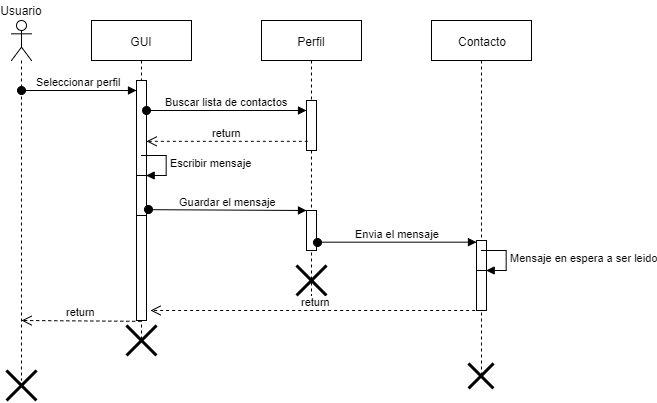 Usuario
GUI
Perfil
Contacto
Seleccionar perfil
Buscar lista de contactos
return
Escribir mensaje
Guardar el mensaje
Envia el mensaje
Mensaje en espera a ser leido
return
return